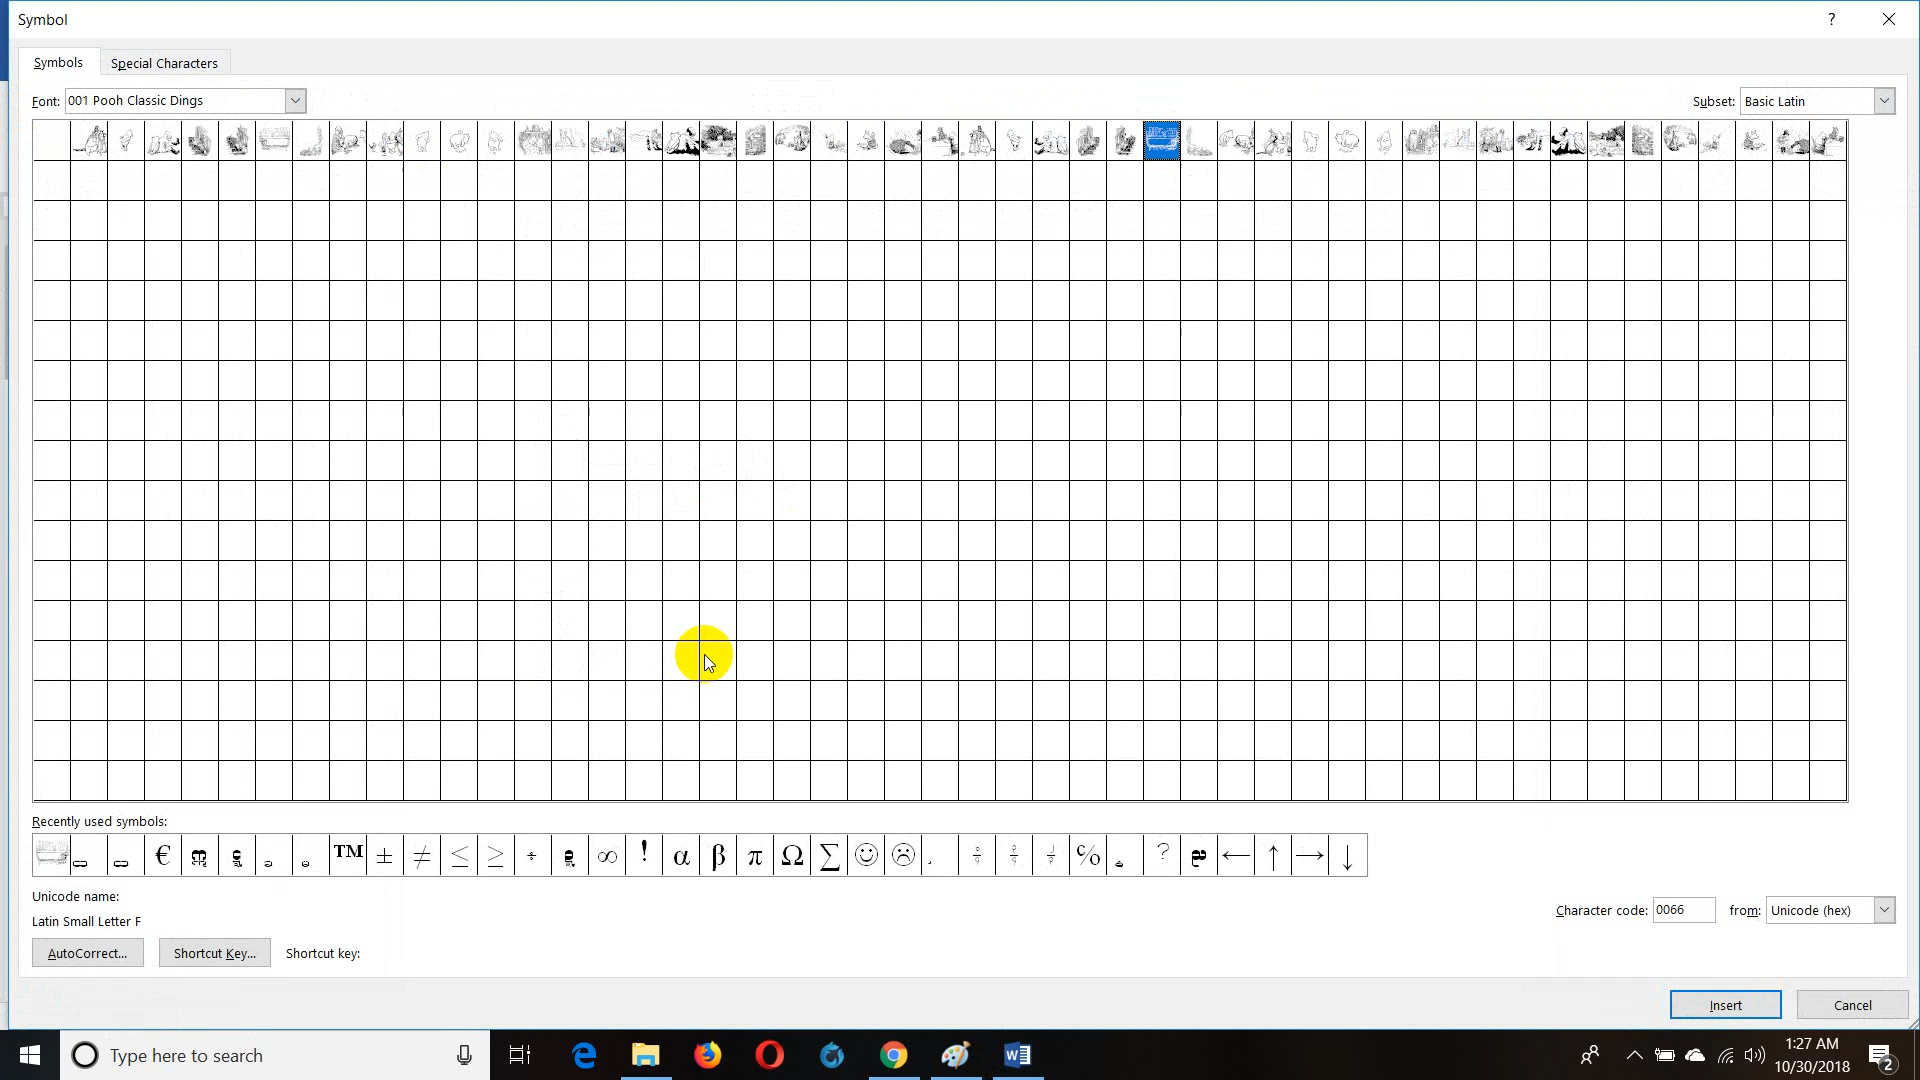 Symbol
?
Symbols Special Characters
Font: 001 Pooh Classic Dings Subset: Basic Latin
Recently used symbols:
€ ™ ± ≠ ≤ ≥ ÷ ∞ ! α β π Ω ∑ ☺ ☹ ℅ ? ← ↑ → ↓
Unicode name:
Latin Small Letter F
Character code: 0066 from: Unicode (hex)
AutoCorrect... Shortcut Key... Shortcut key:
Insert Cancel
Type here to search
1:27 AM
10/30/2018
2